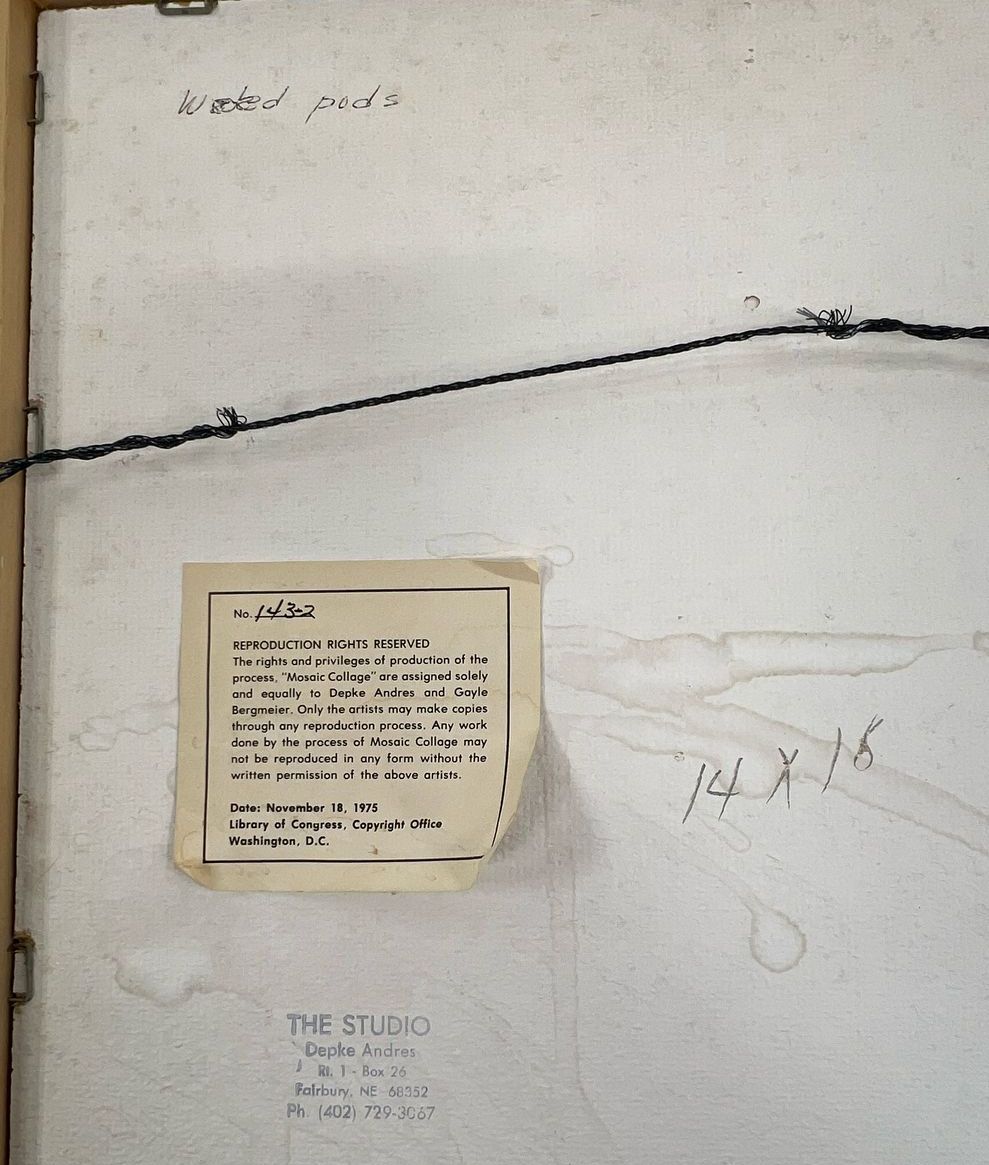 pods
No. 143-2
REPRODUCTION RIGHTS RESERVED
The rights and privileges of production of the
process, "Mosaic Collage" are assigned solely
and equally to Depke Andres and Gayle
Bergmeier. Only the artists may make copies
through any reproduction process. Any work
done by the process of Mosaic Collage may
not be reproduced in any form without the
written permission of the above artists.
Date: November 18, 1975
Library of Congress, Copyright Office
Washington, D.C.
14 X 18
THE STUDIO
Depke Andres
Rt. 1 - Box 26
Fairbury, NE 68352
Ph. (402) 729-3067